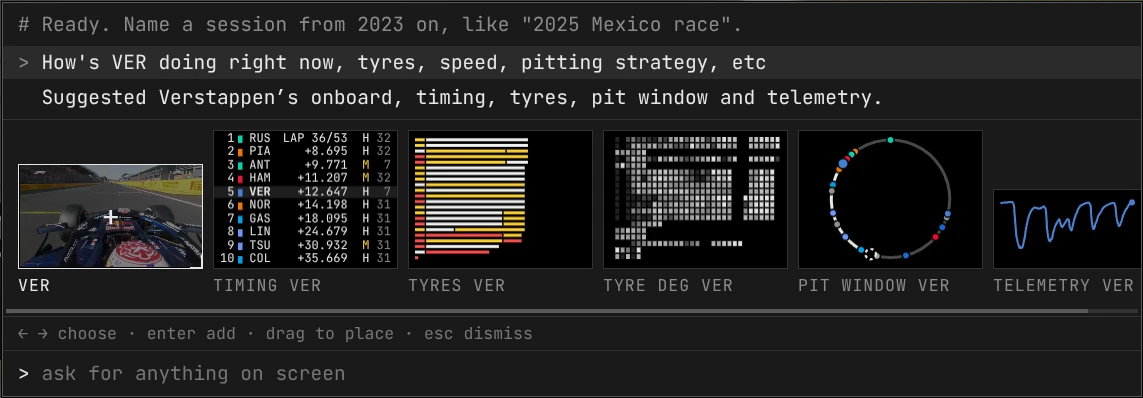 # Ready. Name a session from 2023 on, like "2025 Mexico race".
> How's VER doing right now, tyres, speed, pitting strategy, etc
Suggested Verstappen’s onboard, timing, tyres, pit window and telemetry.
1 RUS LAP 36/53 H 32
2 PIA +8.695 H 32
3 ANT +9.771 M 7
4 HAM +11.207 M 32
5 VER +12.647 H 7
6 NOR +14.198 H 31
7 GAS +18.095 H 31
8 LIN +24.679 H 31
9 TSU +30.932 M 31
10 COL +35.669 H 31
VER
TIMING VER
TYRES VER
TYRE DEG VER
PIT WINDOW VER
TELEMETRY VER
← → choose · enter add · drag to place · esc dismiss
> ask for anything on screen